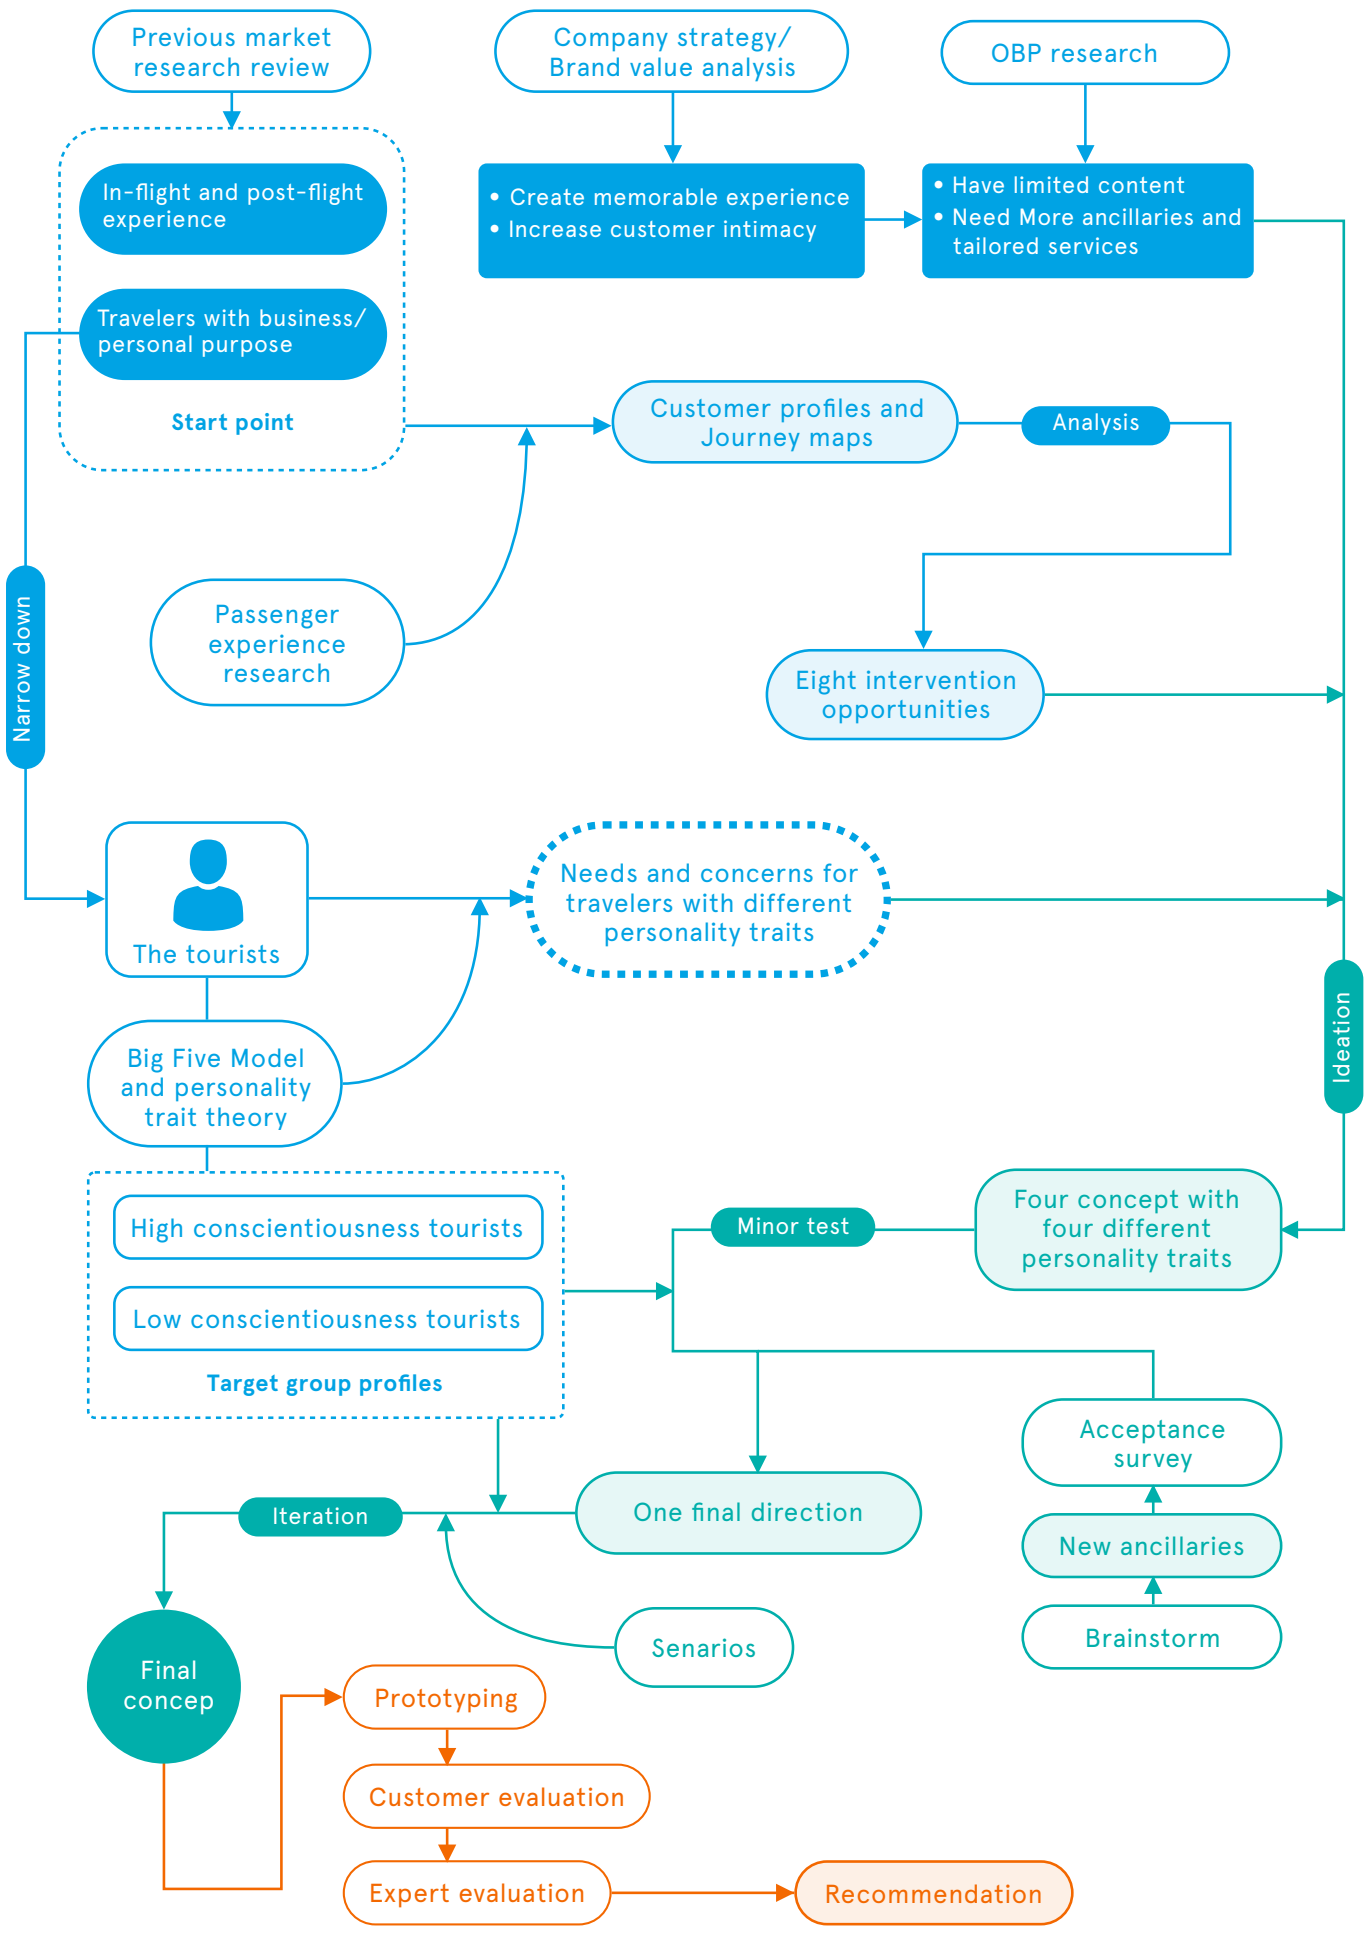 Previous market
research review
Company strategy/
Brand value analysis
OBP research
In-flight and post-flight
experience
• Create memorable experience
• Increase customer intimacy
• Have limited content
• Need More ancillaries and
tailored services
Travelers with business/
personal purpose
Start point
Customer profiles and
Journey maps
Analysis
Narrow down
Passenger
experience
research
Eight intervention
opportunities
The tourists
Needs and concerns for
travelers with different
personality traits
Ideation
Big Five Model
and personality
trait theory
High conscientiousness tourists
Low conscientiousness tourists
Target group profiles
Minor test
Four concept with
four different
personality traits
Acceptance
survey
New ancillaries
Brainstorm
One final direction
Iteration
Senarios
Final
concep
Prototyping
Customer evaluation
Expert evaluation
Recommendation